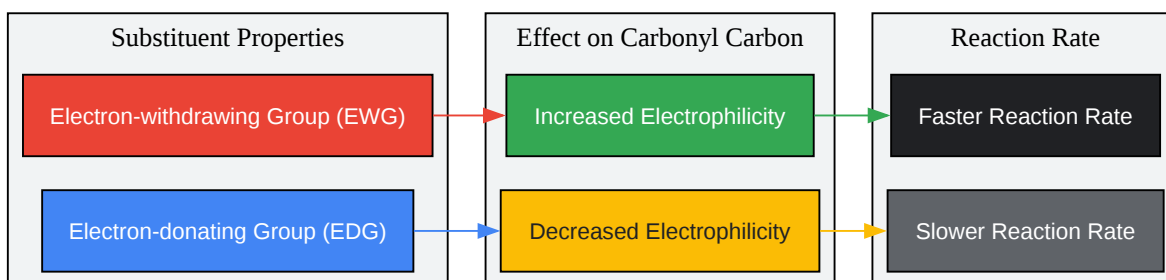 Substituent Properties
Effect on Carbonyl Carbon
Reaction Rate
Electron-withdrawing Group (EWG)
Increased Electrophilicity
Faster Reaction Rate
Electron-donating Group (EDG)
Decreased Electrophilicity
Slower Reaction Rate